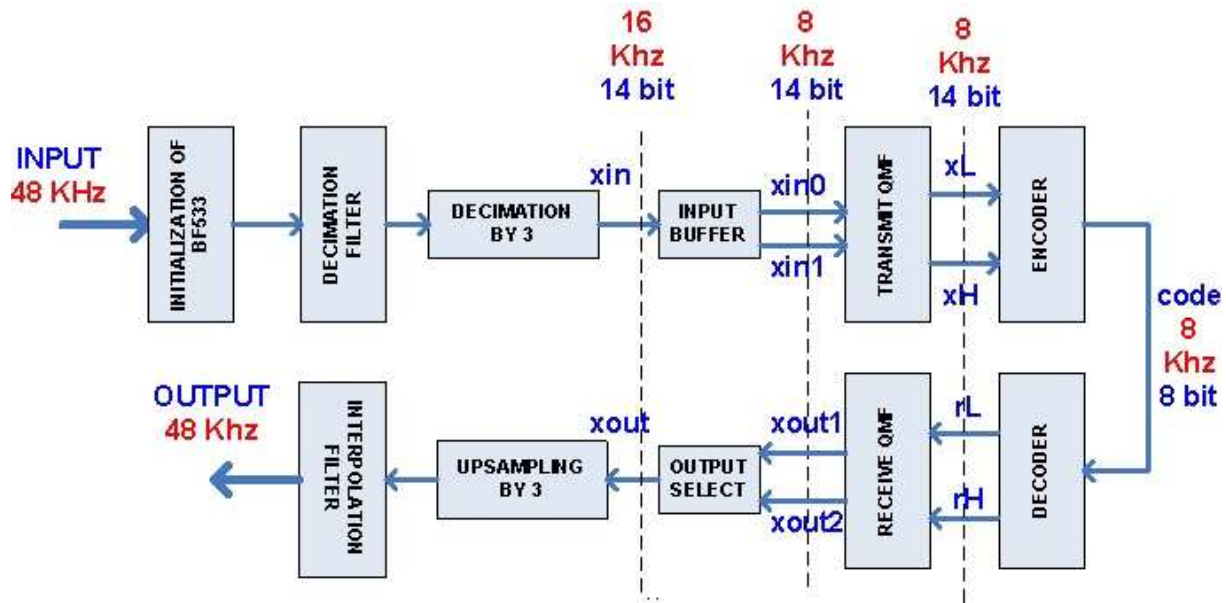 16
Khz
14 bit
8
Khz
14 bit
8
Khz
14 bit
INPUT
48 KHz
INITIALIZATION OF
BF533
DECIMATION
FILTER
DECIMATION
BY 3
xin
INPUT
BUFFER
xin0
xin1
TRANSMIT QMF
xL
xH
ENCODER
code
8
Khz
8 bit
OUTPUT
48 Khz
INTERPOLATION
FILTER
UPSAMPLING
BY 3
xout
OUTPUT
SELECT
xout1
xout2
RECEIVE QMF
rL
rH
DECODER